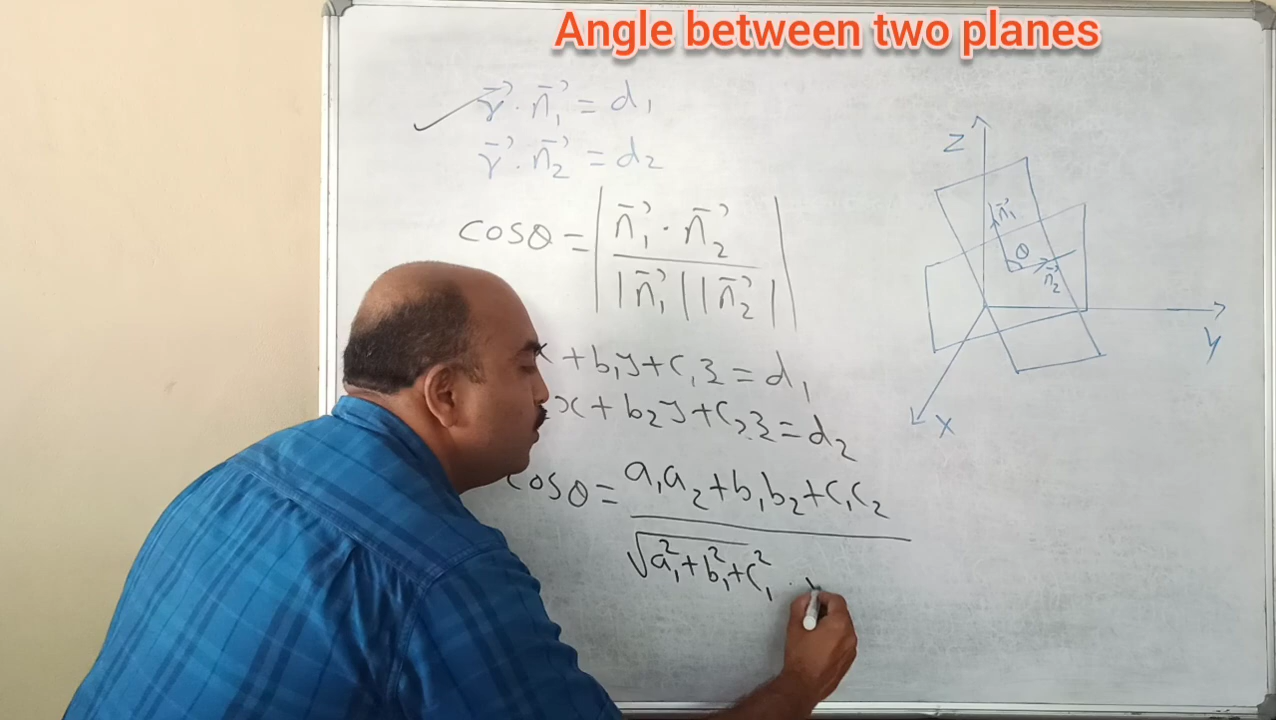 Angle between two planes
r⃗ · n⃗₁ = d₁
r⃗ · n⃗₂ = d₂
cosθ = | n⃗₁ · n⃗₂ / |n⃗₁| |n⃗₂| |
x + b₁y + c₁z = d₁
x + b₂y + c₂z = d₂
cosθ = a₁a₂ + b₁b₂ + c₁c₂
√a₁² + b₁² + c₁² ·
Z
n⃗₁
θ
n⃗₂
y
x